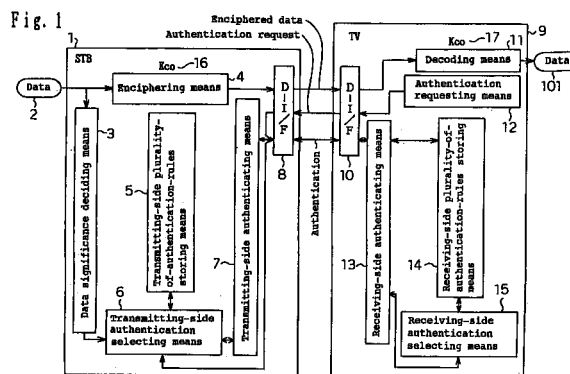 Fig. 1
Enciphered data
Authentication request
1
STB
Kco
16
4
Enciphering means
Data
2
3
Data significance deciding means
5
Transmitting-side plurality-
of-authentication-rules
storing means
6
Transmitting-side
authentication
selecting means
7
Transmitting-side authenticating means
D-I/F
8
Authentication
9
TV
Kco
17
11
Decoding means
Data
101
Authentication
requesting means
12
D-I/F
10
13
Receiving-side authenticating means
14
Receiving-side plurality-of-
authentication-rules storing
means
15
Receiving-side
authentication
selecting means